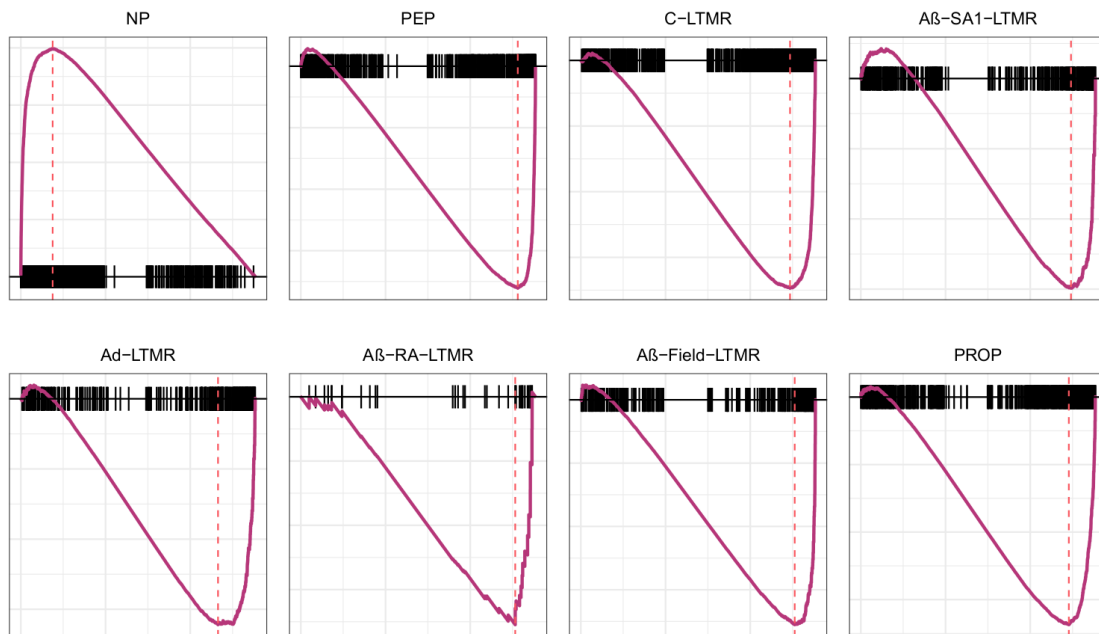 NP
PEP
C−LTMR
Aß−SA1−LTMR
Ad−LTMR
Aß−RA−LTMR
Aß−Field−LTMR
PROP